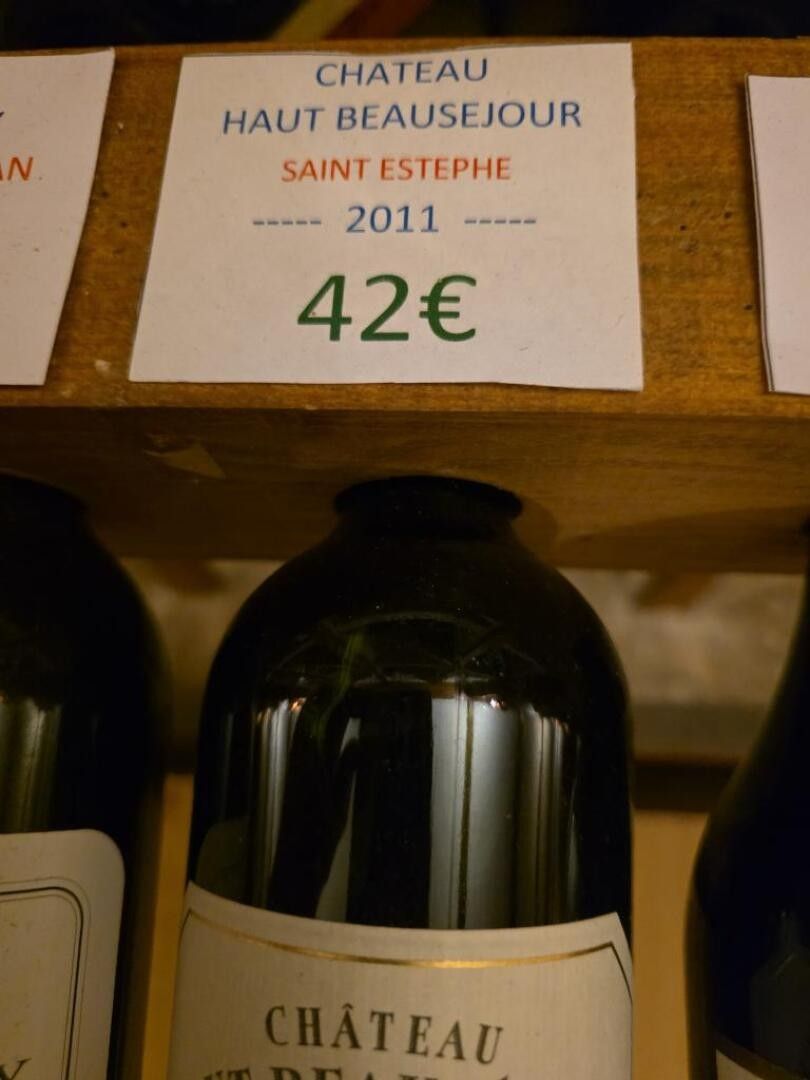 CHATEAU
HAUT BEAUSEJOUR
SAINT ESTEPHE
----- 2011 -----
42€
AN
CHÂTEAU